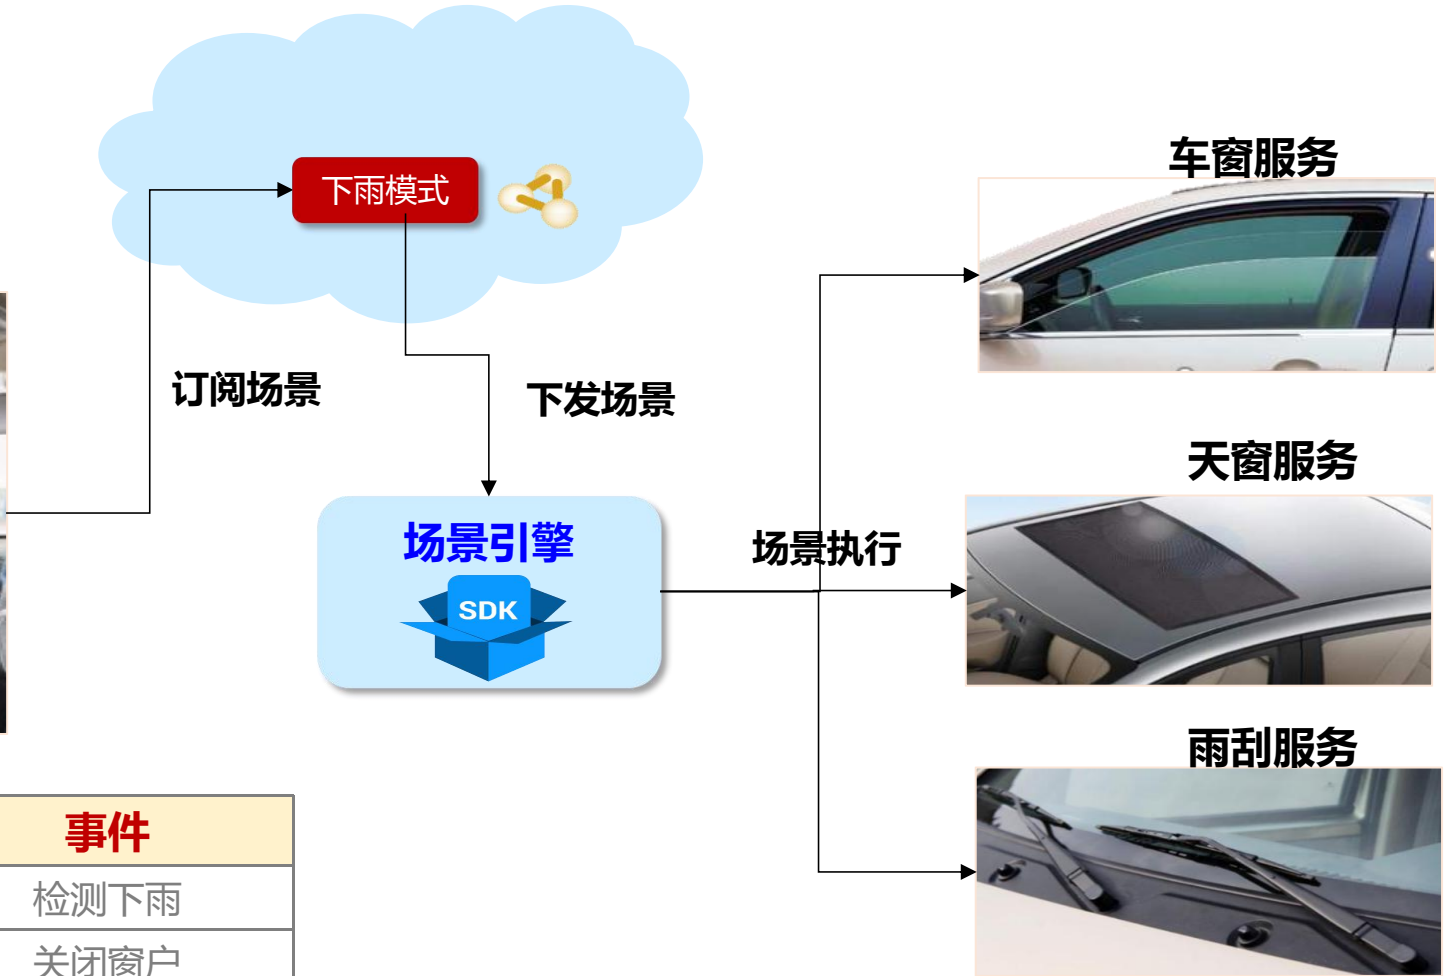 车窗服务
下雨模式
订阅场景
下发场景
天窗服务
场景引擎
场景执行
SDK
雨刮服务
事件
检测下雨
关闭窗户